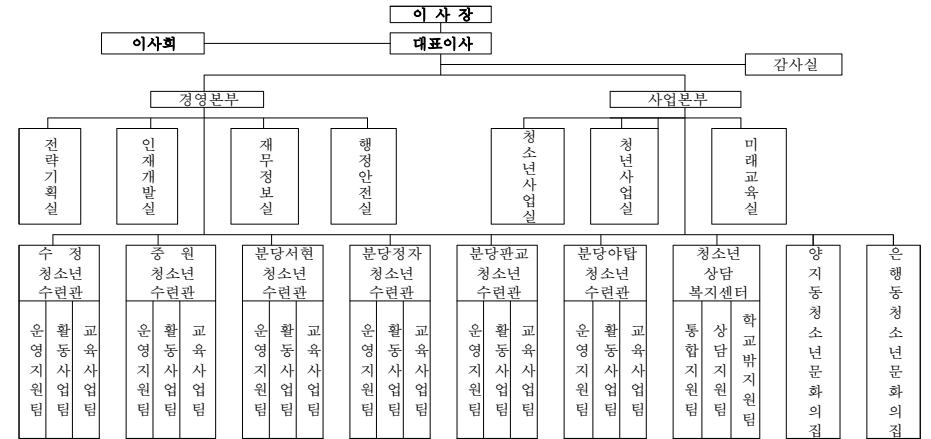 이 사 장
이사회
대표이사
감사실
경영본부
사업본부
전략기획실
인재개발실
재무정보실
행정안전실
청소년사업실
청년사업실
미래교육실
수 정
청소년
수련관
운영지원팀
활동사업팀
교육사업팀
중 원
청소년
수련관
운영지원팀
활동사업팀
교육사업팀
분당서현
청소년
수련관
운영지원팀
활동사업팀
교육사업팀
분당정자
청소년
수련관
운영지원팀
활동사업팀
교육사업팀
분당판교
청소년
수련관
운영지원팀
활동사업팀
교육사업팀
분당야탑
청소년
수련관
운영지원팀
활동사업팀
교육사업팀
청소년
상담
복지센터
통합지원팀
상담지원팀
학교밖지원팀
양지동청소년문화의집
은행동청소년문화의집